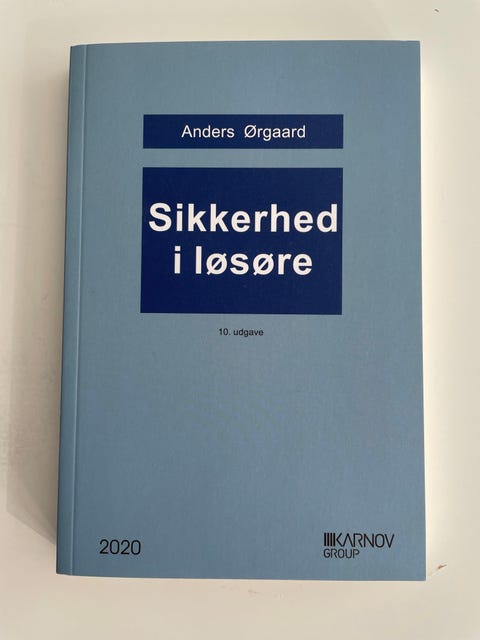 Anders Ørgaard
Sikkerhed
i løsøre
10. udgave
2020
KARNOV
GROUP